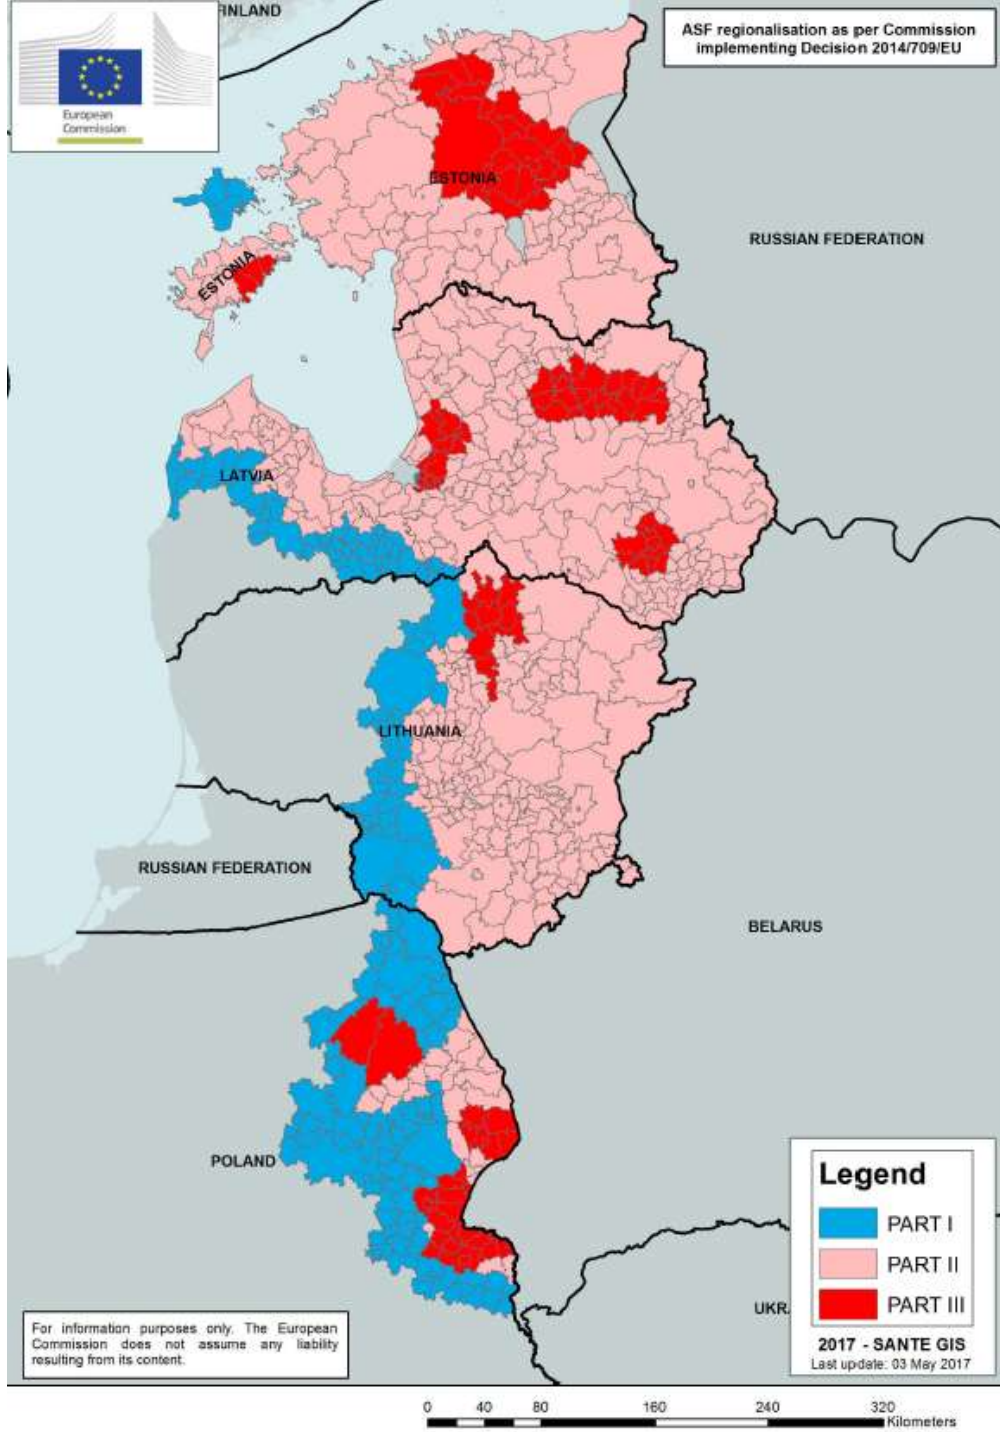 FINLAND
ASF regionalisation as per Commission
implementing Decision 2014/709/EU
European
Commission
ESTONIA
RUSSIAN FEDERATION
ESTONIA
LATVIA
LITHUANIA
RUSSIAN FEDERATION
BELARUS
POLAND
Legend
PART I
PART II
PART III
UKR
2017 - SANTE GIS
Last update: 03 May 2017
For information purposes only. The European
Commission does not assume any liability
resulting from its content.
0 40 80 160 240 320
Kilometers